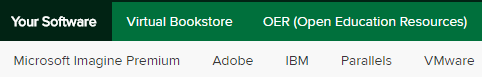 Your Software Virtual Bookstore OER (Open Education Resources)
Microsoft Imagine Premium Adobe IBM Parallels VMware